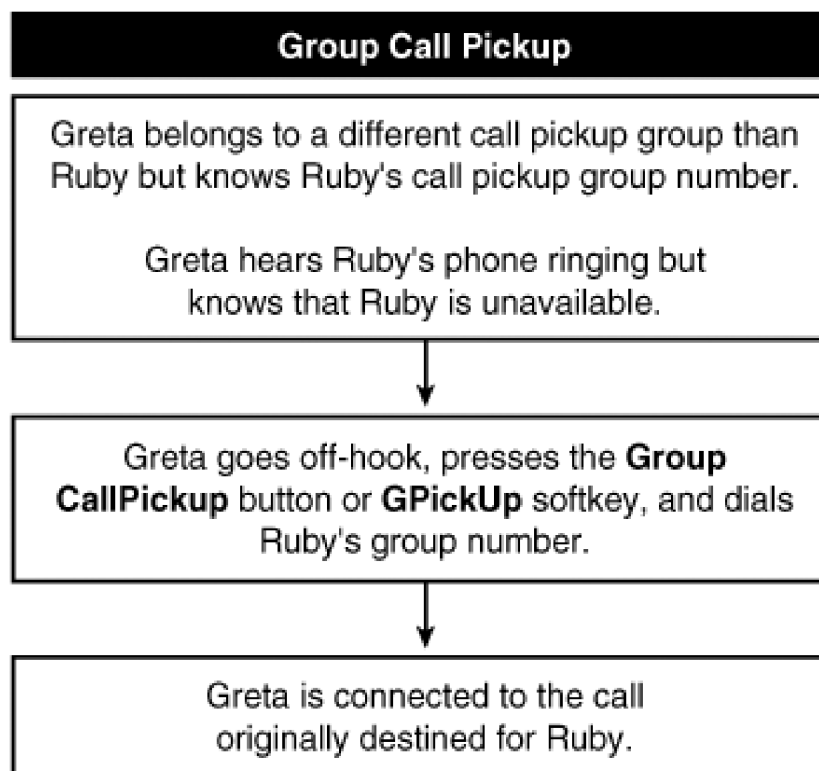 Group Call Pickup
Greta belongs to a different call pickup group than
Ruby but knows Ruby's call pickup group number.
Greta hears Ruby's phone ringing but
knows that Ruby is unavailable.
Greta goes off-hook, presses the Group
CallPickup button or GPickUp softkey, and dials
Ruby's group number.
Greta is connected to the call
originally destined for Ruby.